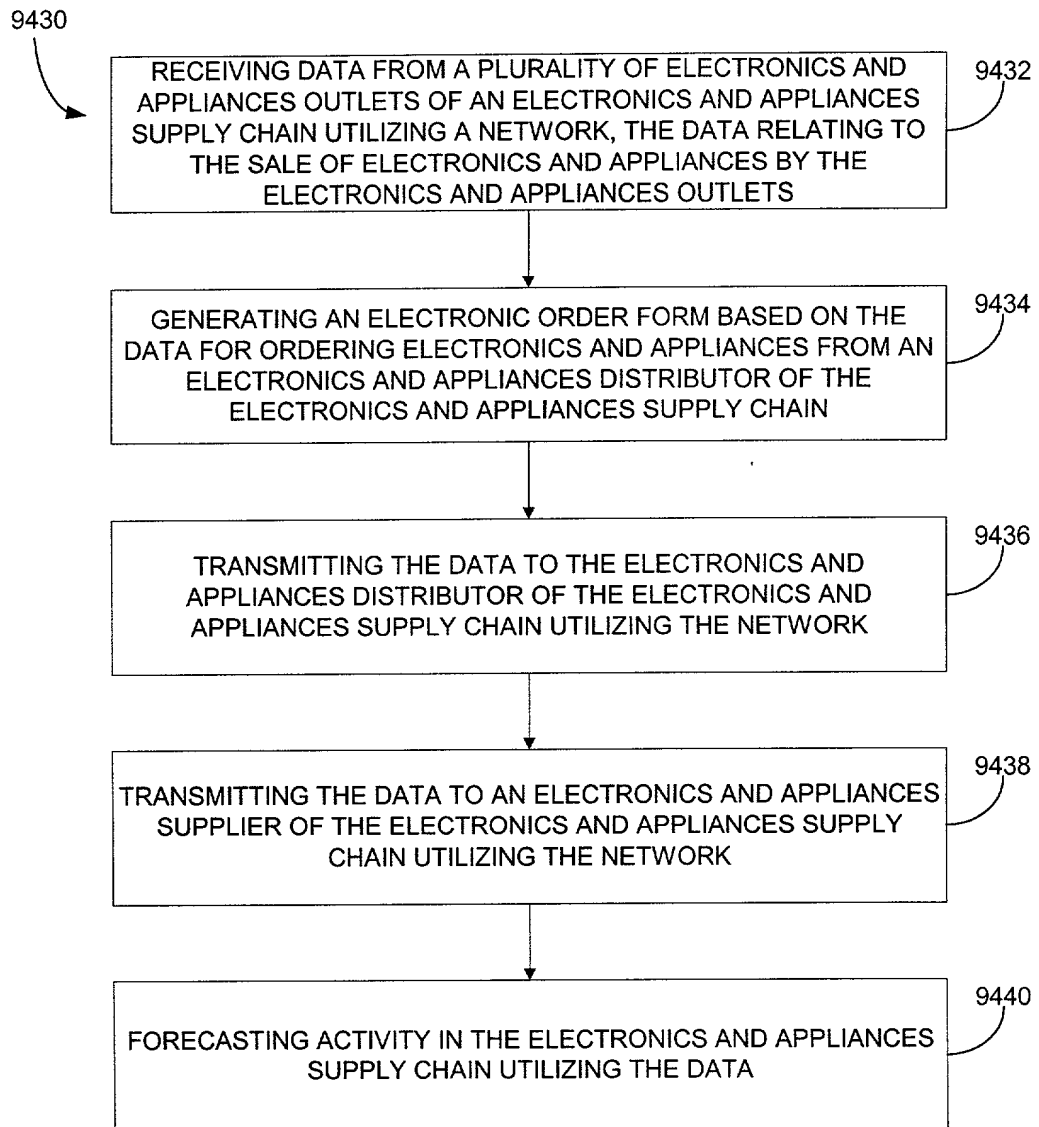 9430
RECEIVING DATA FROM A PLURALITY OF ELECTRONICS AND
APPLIANCES OUTLETS OF AN ELECTRONICS AND APPLIANCES
SUPPLY CHAIN UTILIZING A NETWORK, THE DATA RELATING TO
THE SALE OF ELECTRONICS AND APPLIANCES BY THE
ELECTRONICS AND APPLIANCES OUTLETS
9432
GENERATING AN ELECTRONIC ORDER FORM BASED ON THE
DATA FOR ORDERING ELECTRONICS AND APPLIANCES FROM AN
ELECTRONICS AND APPLIANCES DISTRIBUTOR OF THE
ELECTRONICS AND APPLIANCES SUPPLY CHAIN
9434
TRANSMITTING THE DATA TO THE ELECTRONICS AND
APPLIANCES DISTRIBUTOR OF THE ELECTRONICS AND
APPLIANCES SUPPLY CHAIN UTILIZING THE NETWORK
9436
TRANSMITTING THE DATA TO AN ELECTRONICS AND APPLIANCES
SUPPLIER OF THE ELECTRONICS AND APPLIANCES SUPPLY
CHAIN UTILIZING THE NETWORK
9438
FORECASTING ACTIVITY IN THE ELECTRONICS AND APPLIANCES
SUPPLY CHAIN UTILIZING THE DATA
9440